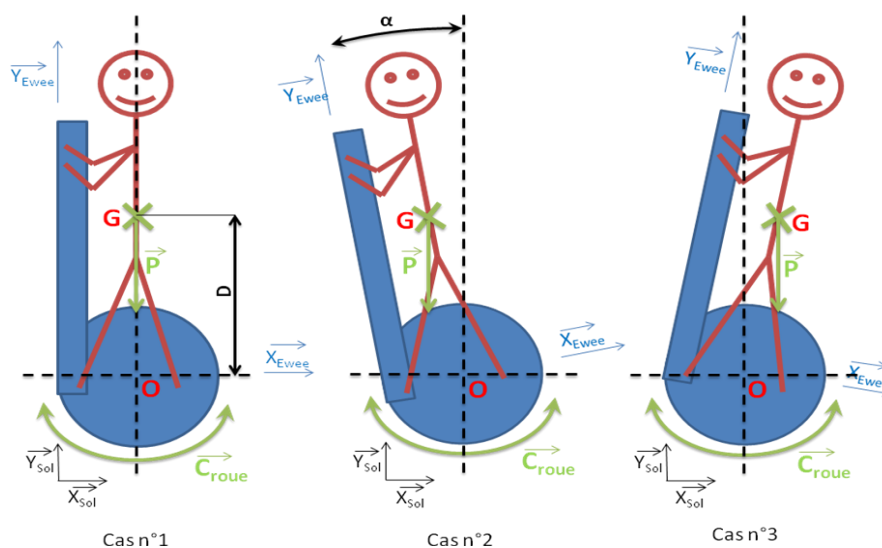 Y_Ewee
G
P
D
X_Ewee
O
Y_Sol
X_Sol
C_roue
Cas n°1
α
Y_Ewee
G
P
X_Ewee
O
Y_Sol
X_Sol
C_roue
Cas n°2
Y_Ewee
G
P
X_Ewee
O
Y_Sol
X_Sol
C_roue
Cas n°3